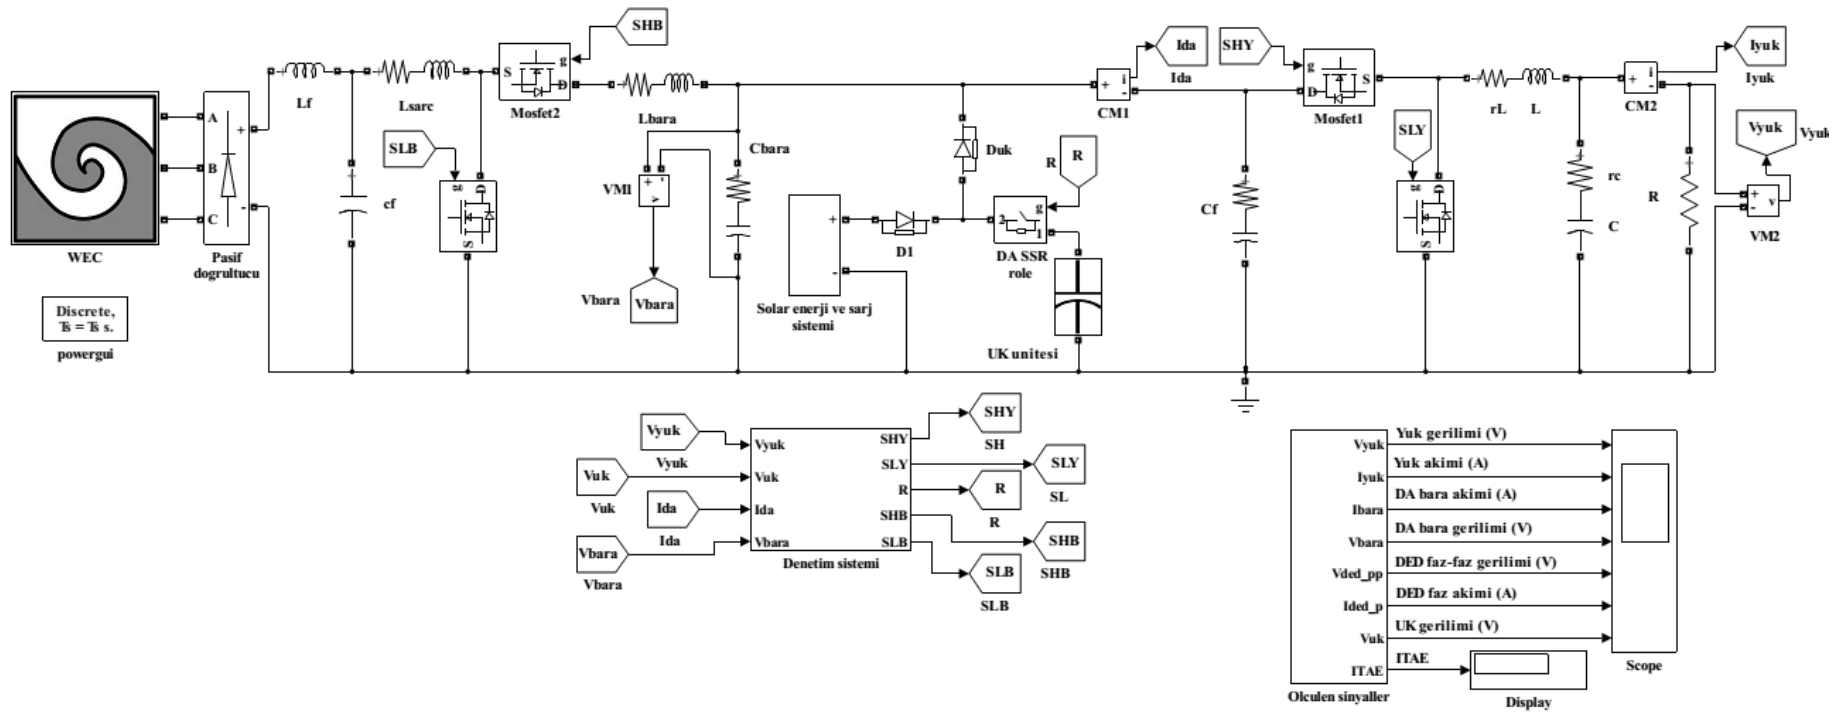 SHB
Ida
Ida
SHY
Iyuk
Iyuk
S
g
D
Mosfet2
i
+
-
CM1
g
S
D
Mosfet1
+
i
-
CM2
Lf
Lsarc
Lbara
rL
L
A
B
C
+
-
WEC
Pasif
dogrultucu
cf
SLB
g
D
S
VM1
+
-
v
Cbara
Duk
R
R
Cf
SLY
g
D
S
rc
C
R
Vyuk
Vyuk
+
-
v
VM2
Discrete,
Ts = Ts s.
powergui
Vbara
Vbara
+
-
Solar enerji ve sarj
sistemi
D1
2
g
1
DA SSR
role
UK unitesi
Vyuk
Vyuk
Vuk
Vuk
Ida
Ida
Vbara
Vbara
Vyuk
Vuk
Ida
Vbara
SHY
SLY
R
SHB
SLB
Denetim sistemi
SHY
SH
SLY
SL
R
R
SHB
SHB
SLB
SLB
Vyuk
Iyuk
Ibara
Vbara
Vded_pp
Ided_p
Vuk
ITAE
Olculen sinyaller
Yuk gerilimi (V)
Yuk akimi (A)
DA bara akimi (A)
DA bara gerilimi (V)
DED faz-faz gerilimi (V)
DED faz akimi (A)
UK gerilimi (V)
ITAE
Scope
Display